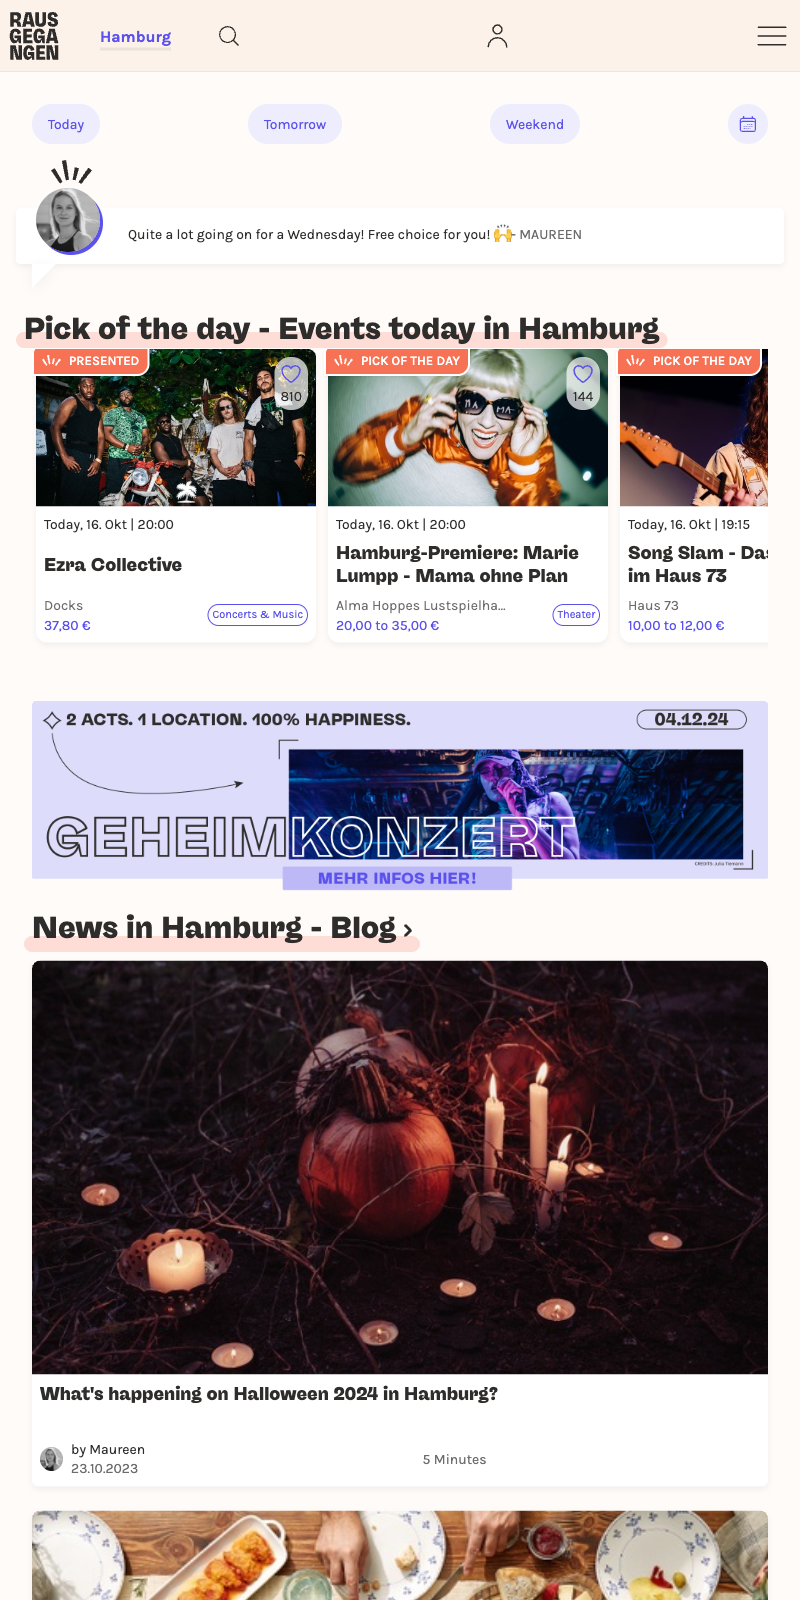 RAUS
GEGA
NGEN
Hamburg
Today
Tomorrow
Weekend
Quite a lot going on for a Wednesday! Free choice for you! 🙌 - MAUREEN
Pick of the day - Events today in Hamburg
PRESENTED
810
Today, 16. Okt | 20:00
Ezra Collective
Docks
37,80 €
Concerts & Music
PICK OF THE DAY
144
MA
MA
Today, 16. Okt | 20:00
Hamburg-Premiere: Marie
Lumpp - Mama ohne Plan
Alma Hoppes Lustspielha...
20,00 to 35,00 €
Theater
PICK OF THE DAY
Today, 16. Okt | 19:15
Song Slam - Das
im Haus 73
Haus 73
10,00 to 12,00 €
2 ACTS. 1 LOCATION. 100% HAPPINESS.
04.12.24
GEHEIMKONZERT
MEHR INFOS HIER!
News in Hamburg - Blog ›
What's happening on Halloween 2024 in Hamburg?
by Maureen
23.10.2023
5 Minutes